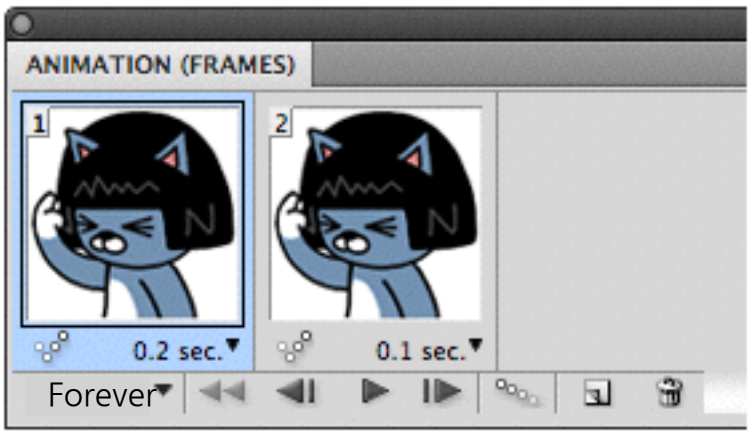 ANIMATION (FRAMES)
1
2
0.2 sec.
0.1 sec.
Forever